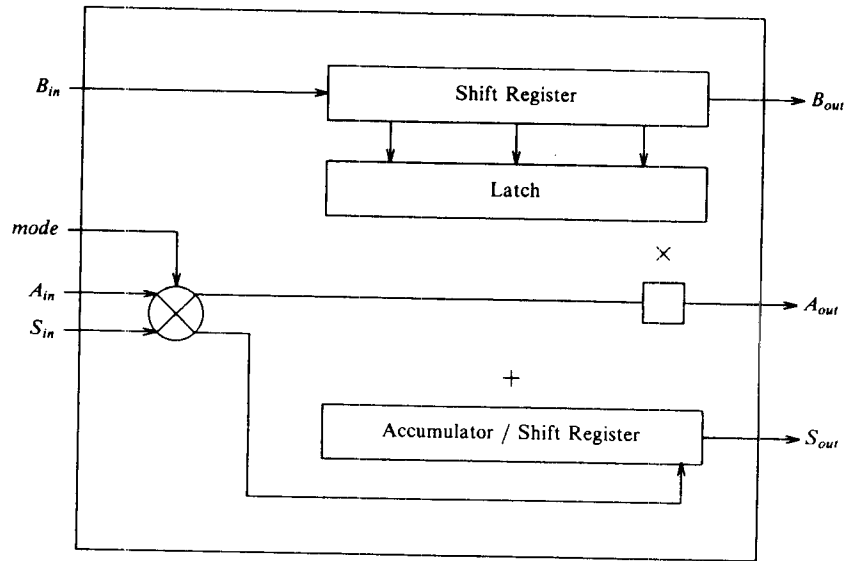 B_in
Shift Register
B_out
Latch
mode
×
A_in
A_out
S_in
+
Accumulator / Shift Register
S_out